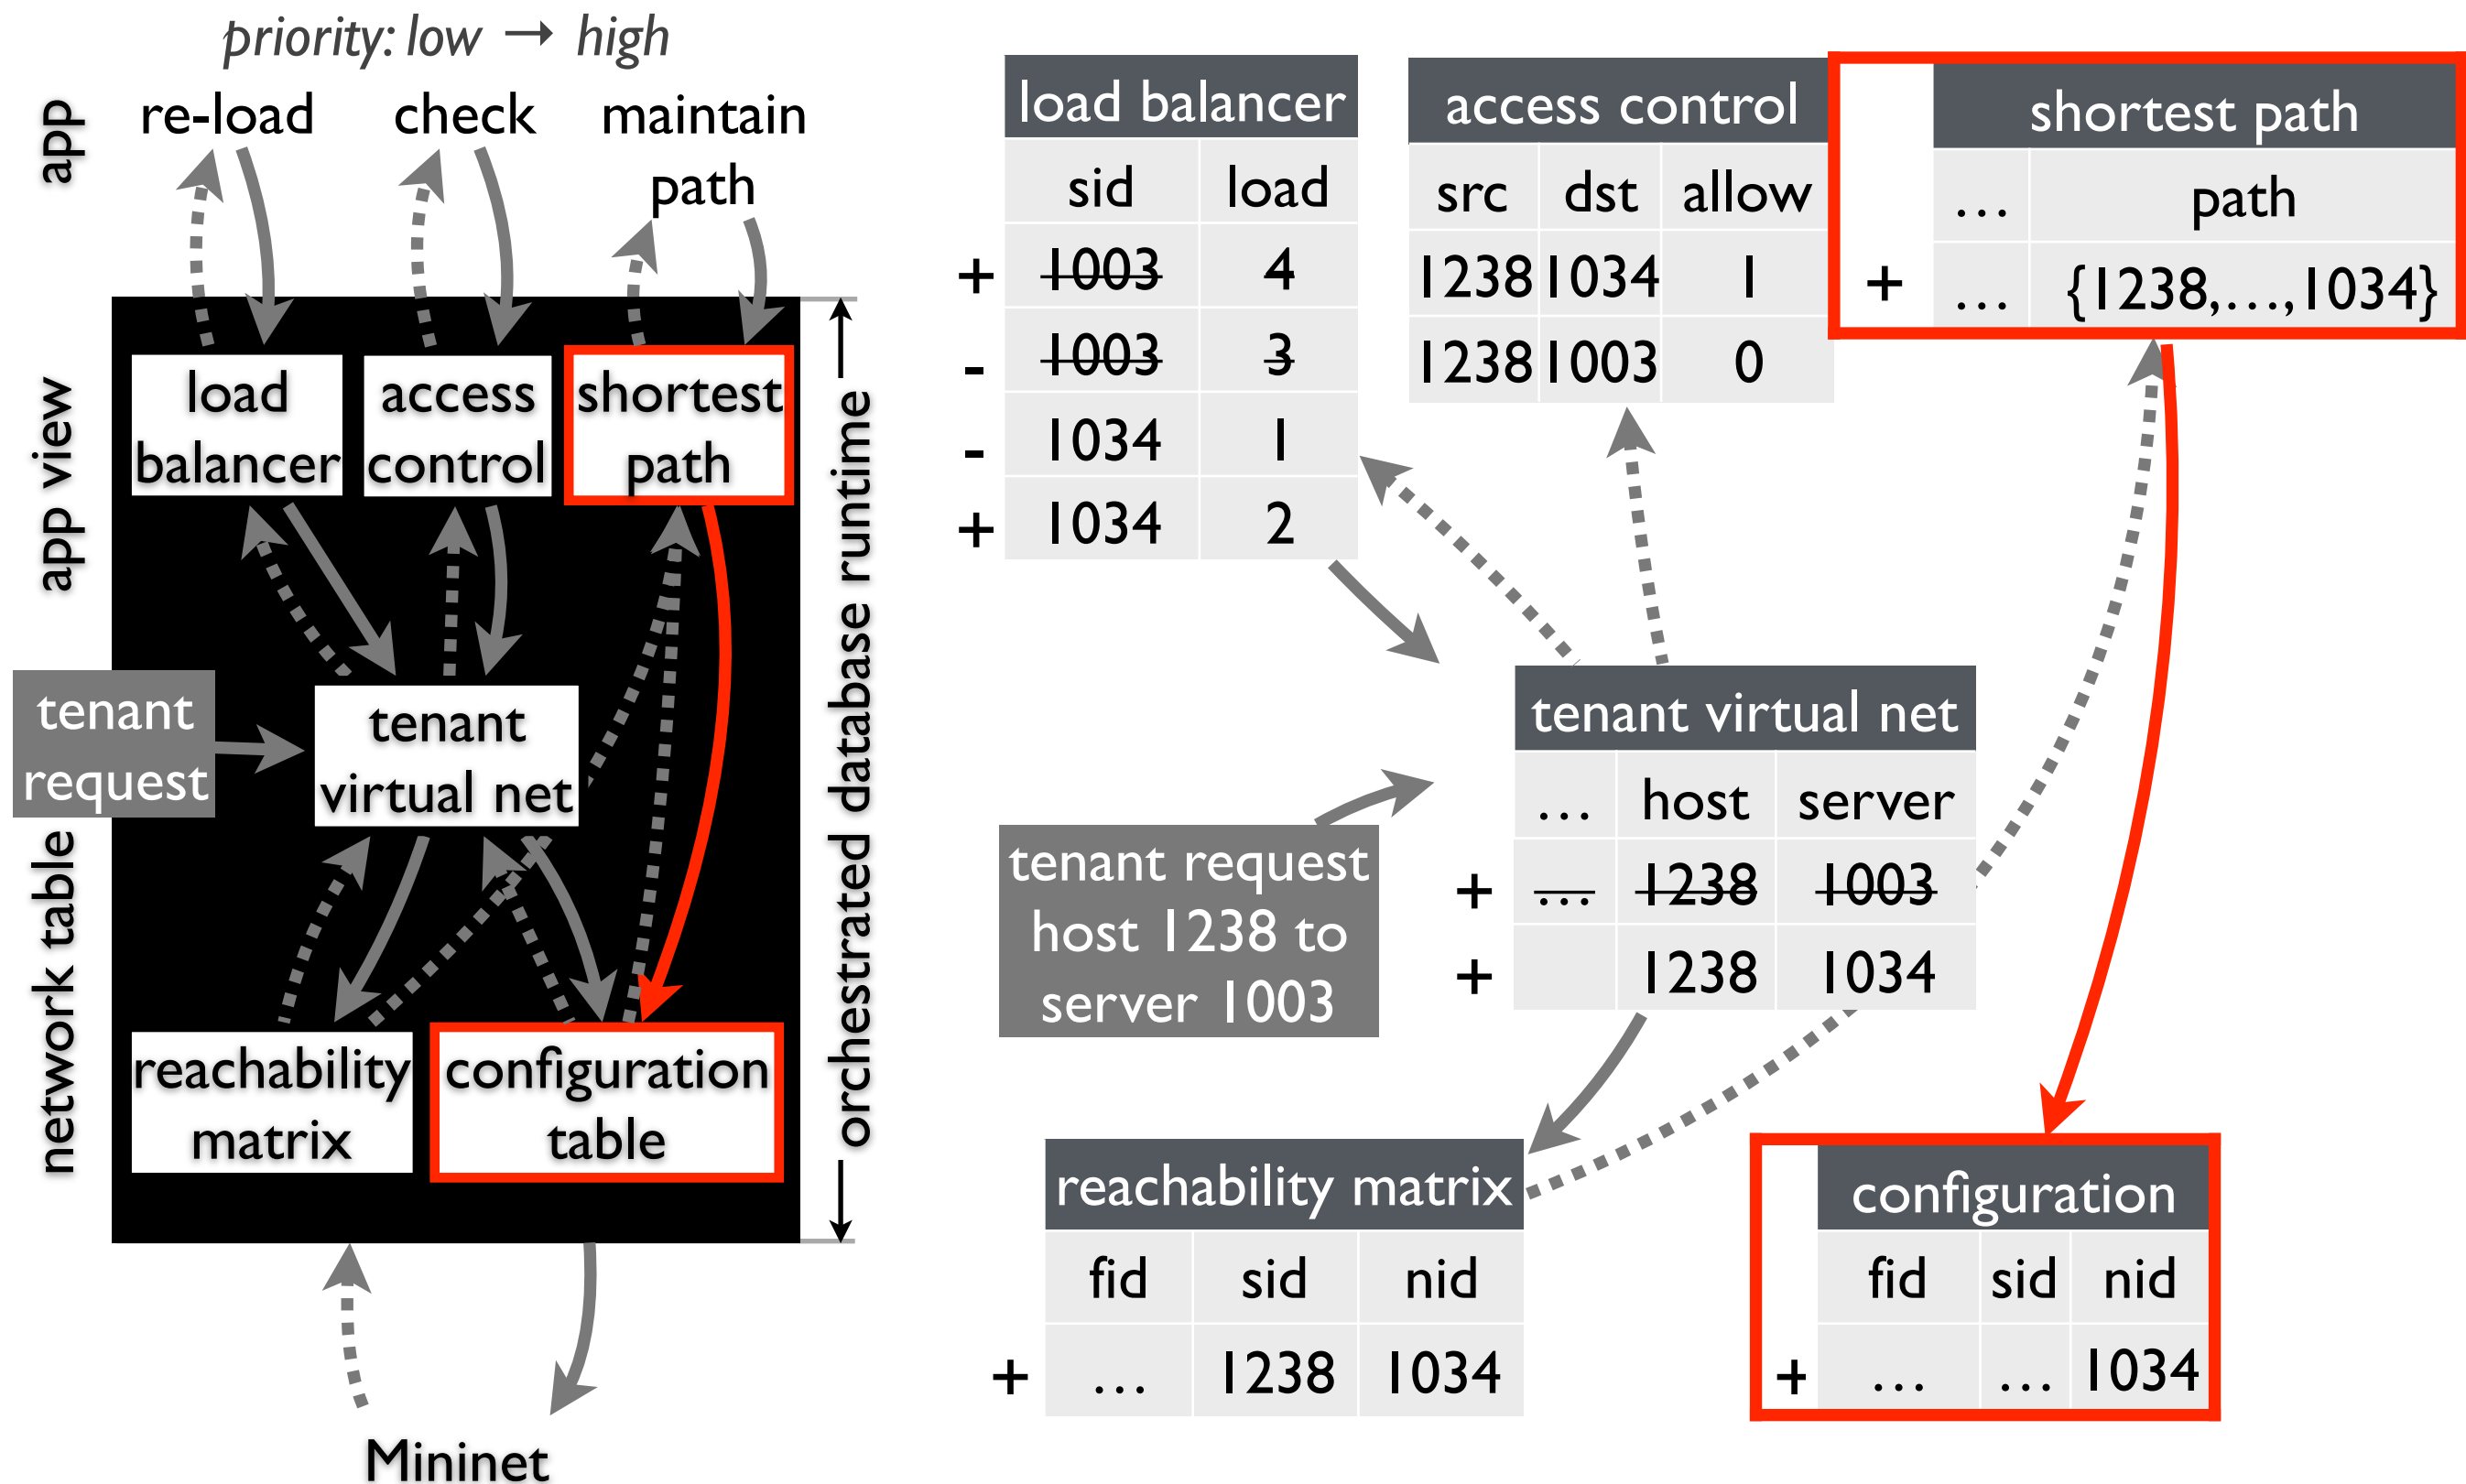 priority: low → high
app
re-load
check
maintain
path
app view
load
balancer
access
control
shortest
path
tenant
request
tenant
virtual net
network table
reachability
matrix
configuration
table
orchestrated database runtime
Mininet
load balancer
sid load
+ 1003 4
- 1003 3
- 1034 1
+ 1034 2
access control
src dst allow
1238 1034 1
1238 1003 0
shortest path
... path
+ ... {1238,...,1034}
tenant virtual net
... host server
+ ... 1238 1003
+ 1238 1034
tenant request
host 1238 to
server 1003
reachability matrix
fid sid nid
+ ... 1238 1034
configuration
fid sid nid
+ ... ... 1034